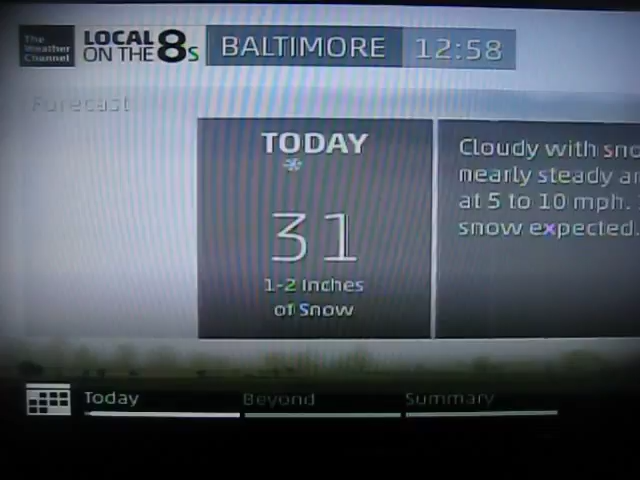 The
Weather
Channel
LOCAL
ON THE 8s
BALTIMORE 12:58
Forecast
TODAY
31
1-2 Inches
of Snow
Cloudy with
nearly steady
at 5 to 10 mph.
snow expected.
Today Beyond Summary